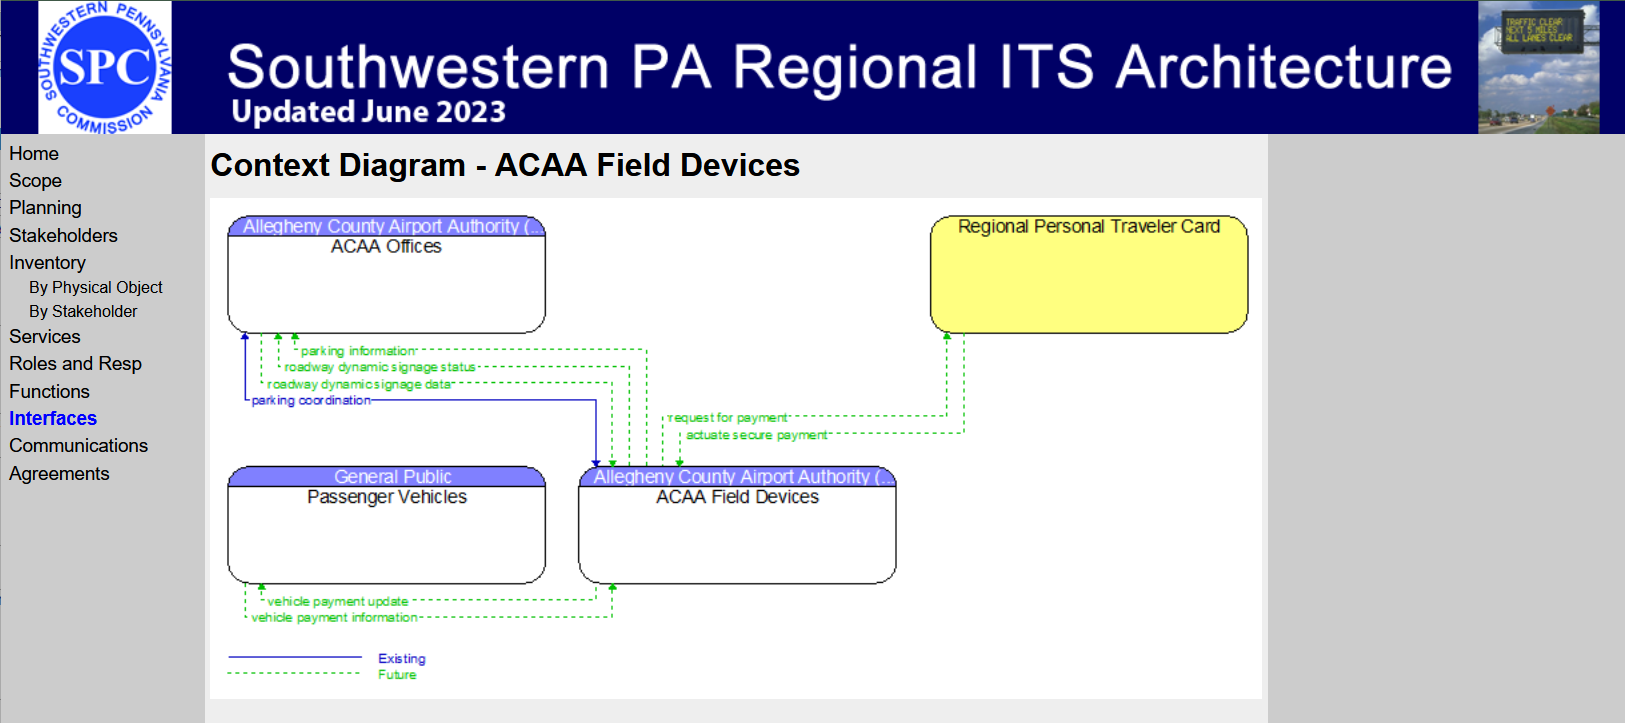 SOUTHWESTERN PENNSYLVANIA
SPC
COMMISSION
Southwestern PA Regional ITS Architecture
Updated June 2023
TRAFFIC CLEAR
NEXT 5 MILES
ALL LANES CLEAR
Home
Scope
Planning
Stakeholders
Inventory
By Physical Object
By Stakeholder
Services
Roles and Resp
Functions
Interfaces
Communications
Agreements
Context Diagram - ACAA Field Devices
Allegheny County Airport Authority (...
ACAA Offices
Regional Personal Traveler Card
parking information
roadway dynamic signage status
roadway dynamic signage data
parking coordination
request for payment
actuate secure payment
General Public
Passenger Vehicles
Allegheny County Airport Authority (...
ACAA Field Devices
vehicle payment update
vehicle payment information
Existing
Future